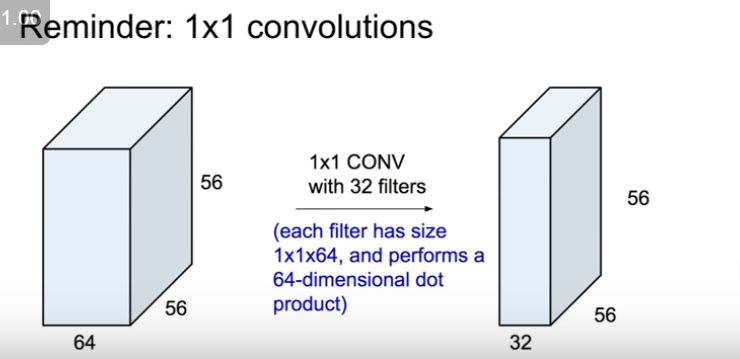 1.00
Reminder: 1x1 convolutions
56
56
64
1x1 CONV
with 32 filters
(each filter has size
1x1x64, and performs a
64-dimensional dot
product)
56
56
32